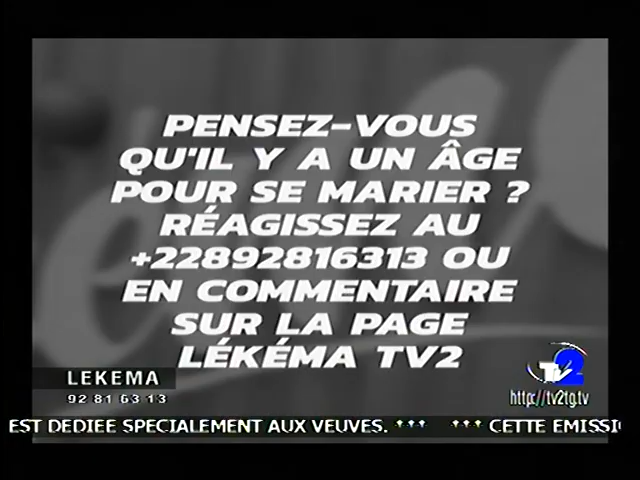 PENSEZ-VOUS
QU'IL Y A UN ÂGE
POUR SE MARIER ?
RÉAGISSEZ AU
+22892816313 OU
EN COMMENTAIRE
SUR LA PAGE
LÉKÉMA TV2
LEKEMA
92 81 63 13
TV2
http://tv2tg.tv
EST DEDIEE SPECIALEMENT AUX VEUVES. *** *** CETTE EMISSI